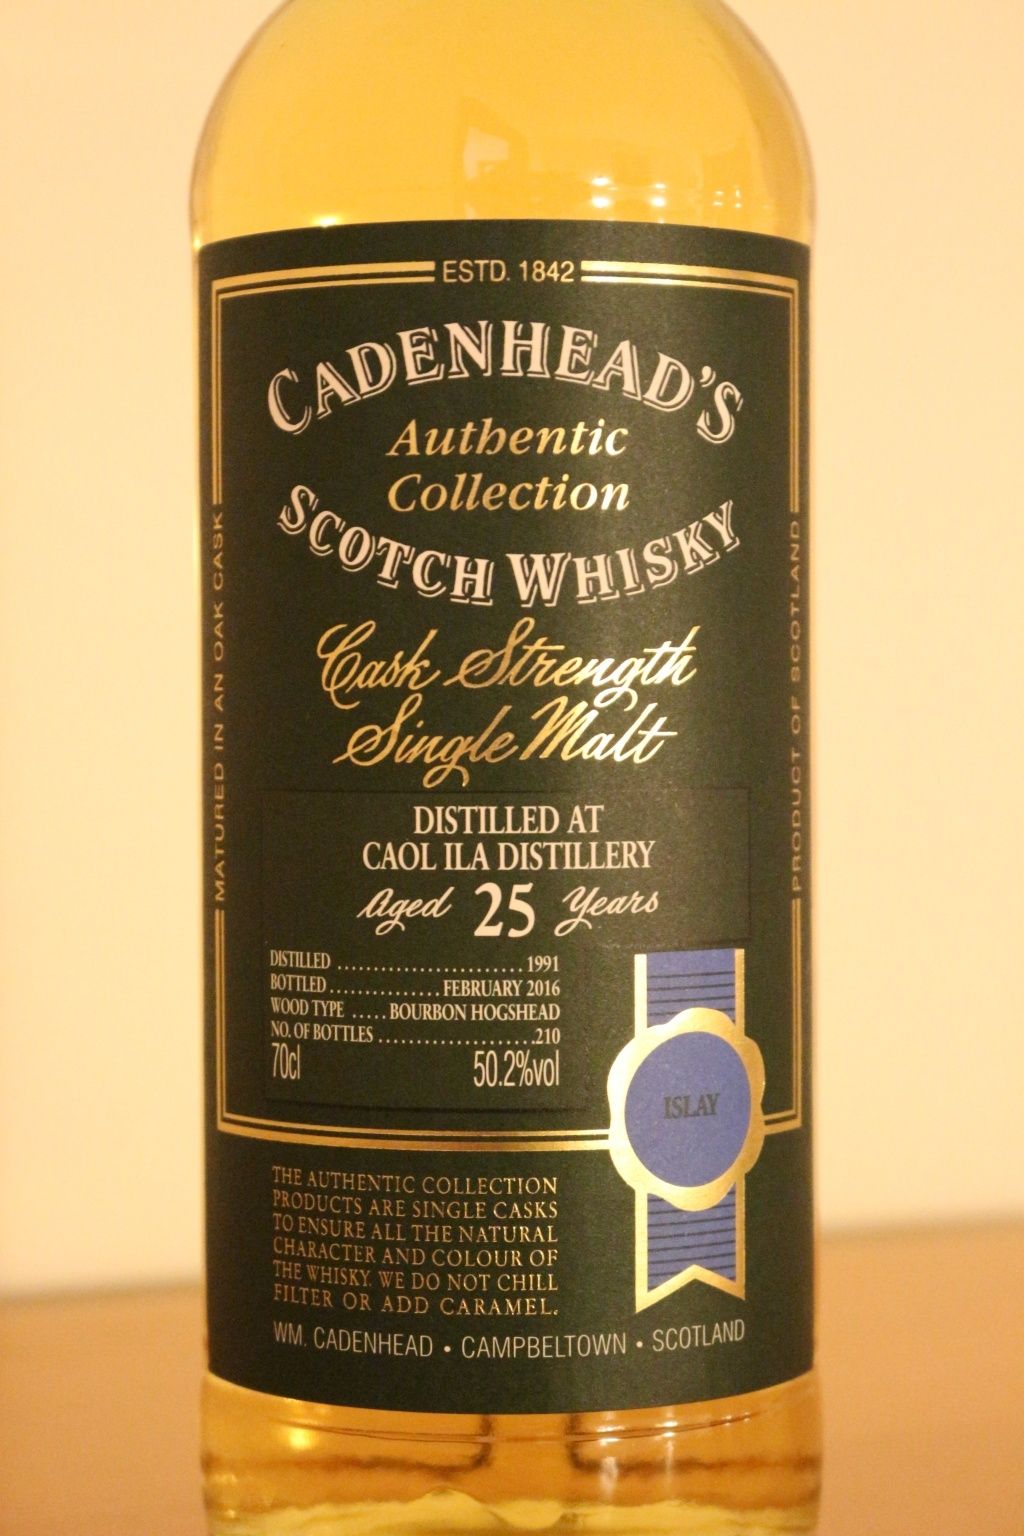 ESTD. 1842
CADENHEAD'S
Authentic
Collection
SCOTCH WHISKY
Cask Strength
Single Malt
MATURED IN AN OAK CASK
PRODUCT OF SCOTLAND
DISTILLED AT
CAOL ILA DISTILLERY
Aged 25 Years
DISTILLED ........................1991
BOTTLED ...............FEBRUARY 2016
WOOD TYPE .....BOURBON HOGSHEAD
NO. OF BOTTLES .....................210
70cl 50.2%vol
ISLAY
THE AUTHENTIC COLLECTION
PRODUCTS ARE SINGLE CASKS
TO ENSURE ALL THE NATURAL
CHARACTER AND COLOUR OF
THE WHISKY. WE DO NOT CHILL
FILTER OR ADD CARAMEL.
WM. CADENHEAD • CAMPBELTOWN • SCOTLAND